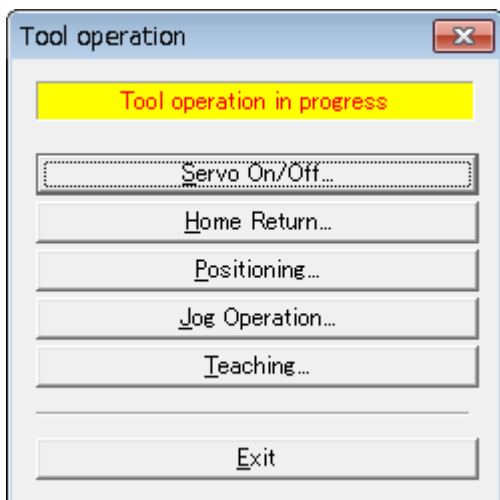 Tool operation
Tool operation in progress
Servo On/Off...
Home Return...
Positioning...
Jog Operation...
Teaching...
Exit